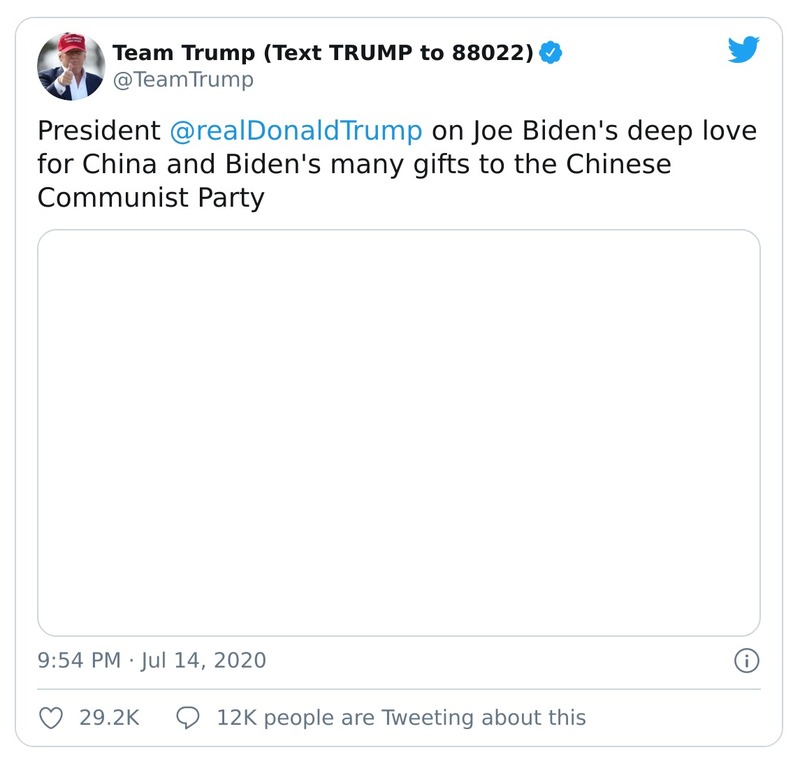 Team Trump (Text TRUMP to 88022)
@TeamTrump
President @realDonaldTrump on Joe Biden's deep love
for China and Biden's many gifts to the Chinese
Communist Party
9:54 PM · Jul 14, 2020
29.2K 12K people are Tweeting about this